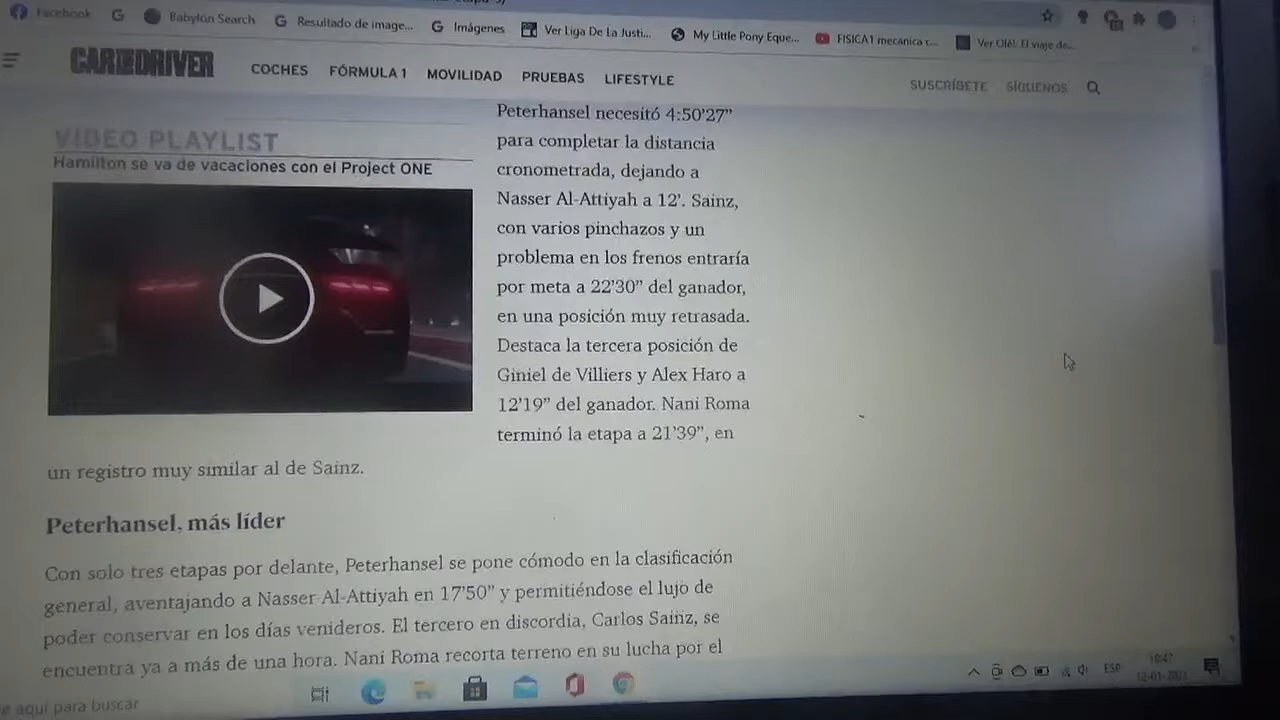 Facebook
Babylon Search
Resultado de image...
Imágenes
Ver Liga De La Justi...
My Little Pony Eque...
FISICA1 mecanica c...
Ver Olé!: El viaje de...
CAR AND DRIVER
COCHES
FÓRMULA 1
MOVILIDAD
PRUEBAS
LIFESTYLE
SUSCRÍBETE
SÍGUENOS
VIDEO PLAYLIST
Hamilton se va de vacaciones con el Project ONE
Peterhansel necesitó 4:50’27”
para completar la distancia
cronometrada, dejando a
Nasser Al-Attiyah a 12’. Sainz,
con varios pinchazos y un
problema en los frenos entraría
por meta a 22’30” del ganador,
en una posición muy retrasada.
Destaca la tercera posición de
Giniel de Villiers y Alex Haro a
12’19” del ganador. Nani Roma
terminó la etapa a 21’39”, en
un registro muy similar al de Sainz.
Peterhansel, más líder
Con solo tres etapas por delante, Peterhansel se pone cómodo en la clasificación
general, aventajando a Nasser Al-Attiyah en 17’50” y permitiéndose el lujo de
poder conservar en los días venideros. El tercero en discordia, Carlos Sainz, se
encuentra ya a más de una hora. Nani Roma recorta terreno en su lucha por el
e aquí para buscar
ESP
12-01-2021